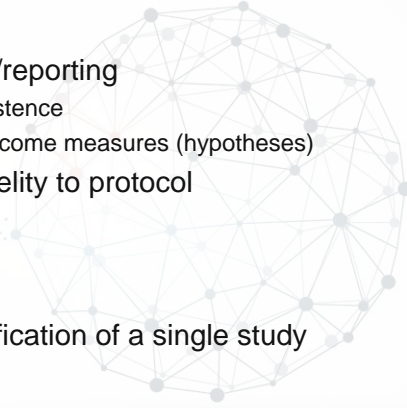 /reporting
stence
come measures (hypotheses)
elity to protocol
fication of a single study